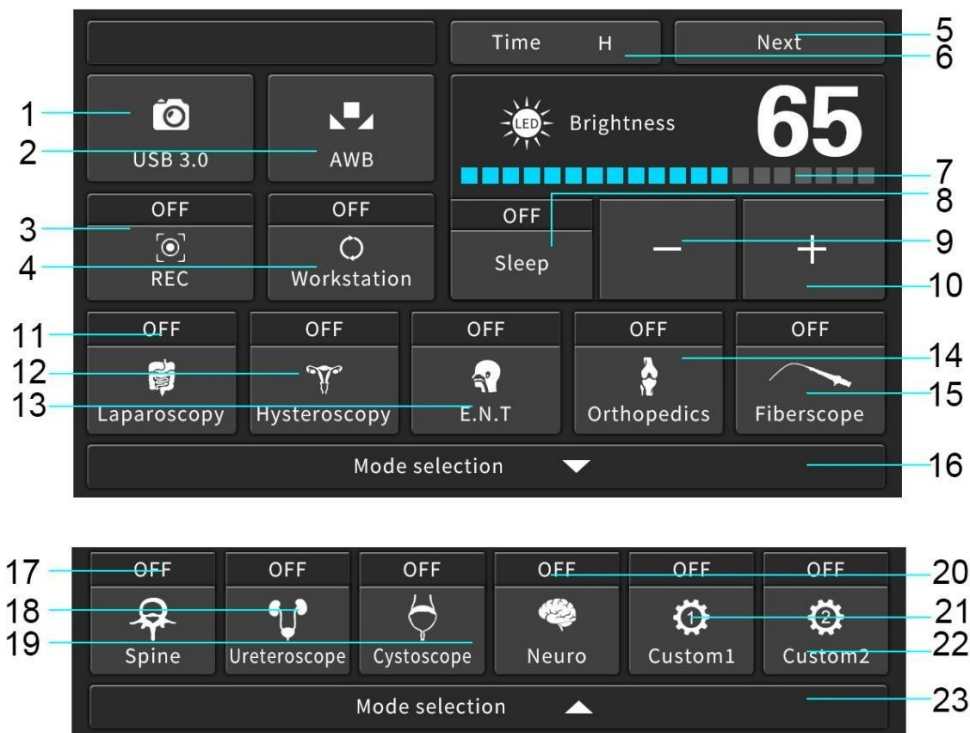 Time H
Next
5
6
1
USB 3.0
2
AWB
LED
Brightness
65
7
OFF
3
REC
OFF
4
Workstation
OFF
8
Sleep
9
−
10
+
11
OFF
Laparoscopy
OFF
12
Hysteroscopy
OFF
13
E.N.T
OFF
14
Orthopedics
OFF
15
Fiberscope
Mode selection
16
17
OFF
Spine
OFF
18
Ureteroscope
OFF
19
Cystoscope
OFF
20
Neuro
OFF
1
21
Custom1
OFF
2
22
Custom2
Mode selection
23